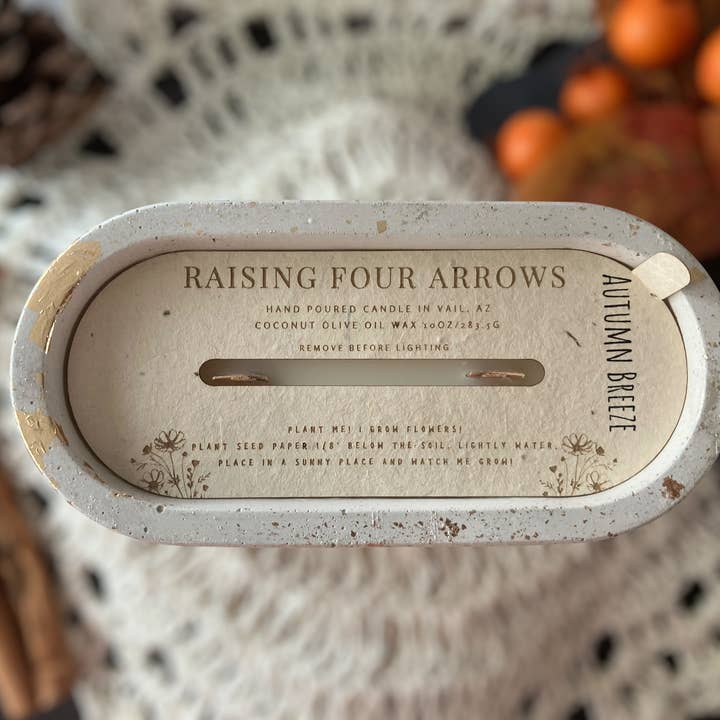 RAISING FOUR ARROWS
HAND POURED CANDLE IN VAIL, AZ
COCONUT OLIVE OIL WAX 10OZ/283.5G
REMOVE BEFORE LIGHTING
PLANT ME! I GROW FLOWERS!
PLANT SEED PAPER 1/8' BELOW THE SOIL. LIGHTLY WATER.
PLACE IN A SUNNY PLACE AND WATCH ME GROW!
AUTUMN BREEZE